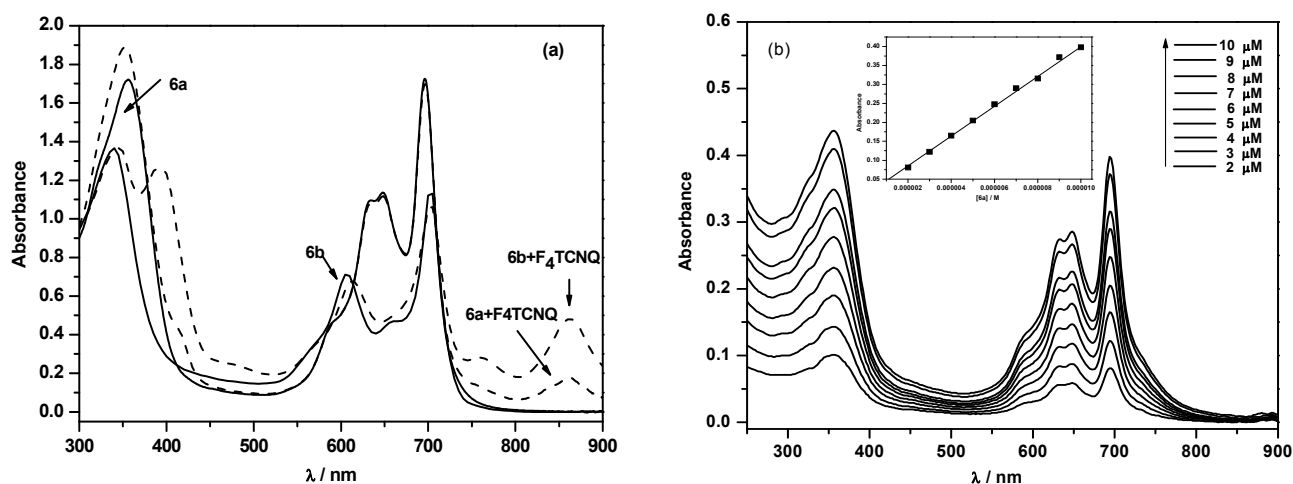 (a)
6a
6b
6b+F4TCNQ
6a+F4TCNQ
Absorbance
2.0
1.8
1.6
1.4
1.2
1.0
0.8
0.6
0.4
0.2
0.0
300 400 500 600 700 800 900
λ / nm
(b)
Absorbance
0.6
0.5
0.4
0.3
0.2
0.1
0.0
300 400 500 600 700 800 900
λ / nm
Absorbance
0.40
0.35
0.30
0.25
0.20
0.15
0.10
0.05
0.000002 0.000004 0.000006 0.000008 0.000010
[6a] / M
10 μM
9 μM
8 μM
7 μM
6 μM
5 μM
4 μM
3 μM
2 μM